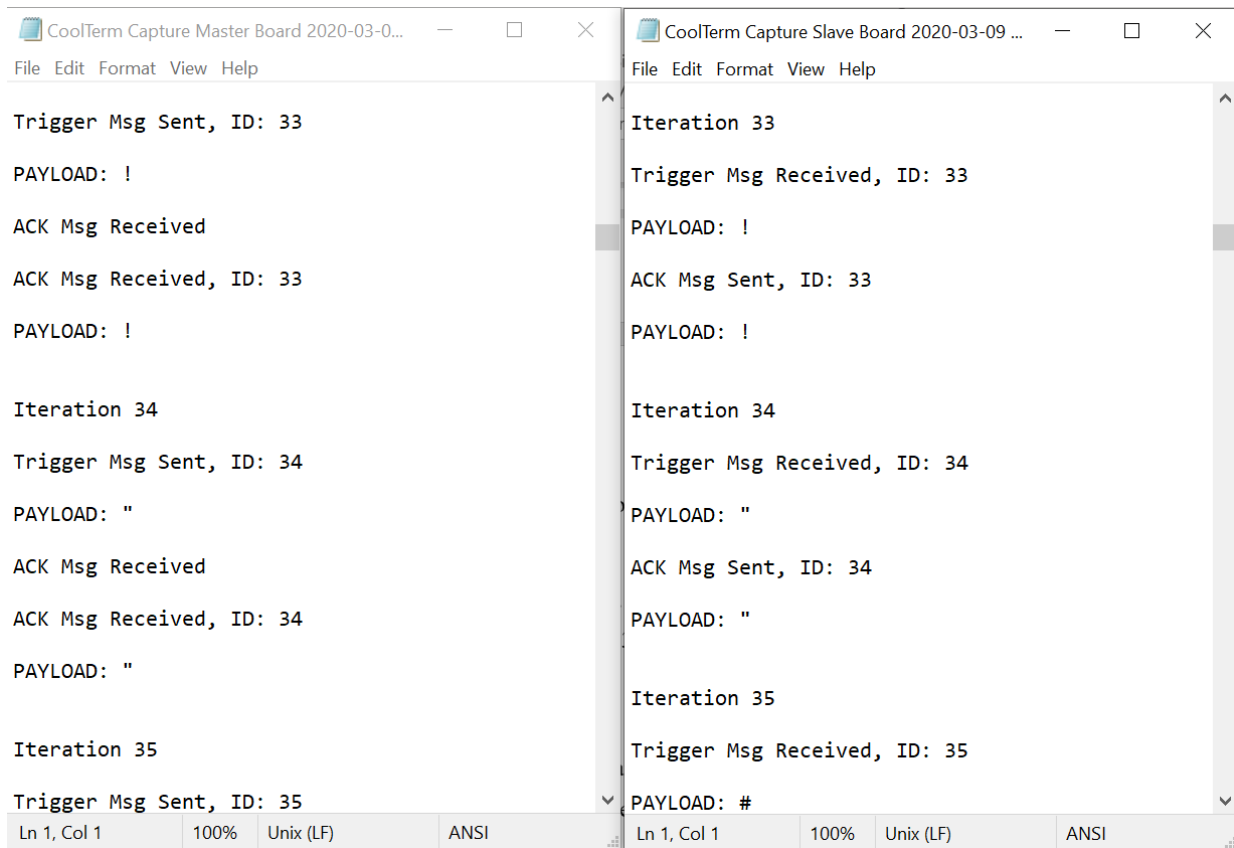 CoolTerm Capture Master Board 2020-03-0...
File Edit Format View Help
Trigger Msg Sent, ID: 33
PAYLOAD: !
ACK Msg Received
ACK Msg Received, ID: 33
PAYLOAD: !
Iteration 34
Trigger Msg Sent, ID: 34
PAYLOAD: "
ACK Msg Received
ACK Msg Received, ID: 34
PAYLOAD: "
Iteration 35
Trigger Msg Sent, ID: 35
Ln 1, Col 1 100% Unix (LF) ANSI
CoolTerm Capture Slave Board 2020-03-09 ...
File Edit Format View Help
Iteration 33
Trigger Msg Received, ID: 33
PAYLOAD: !
ACK Msg Sent, ID: 33
PAYLOAD: !
Iteration 34
Trigger Msg Received, ID: 34
PAYLOAD: "
ACK Msg Sent, ID: 34
PAYLOAD: "
Iteration 35
Trigger Msg Received, ID: 35
PAYLOAD: #
Ln 1, Col 1 100% Unix (LF) ANSI